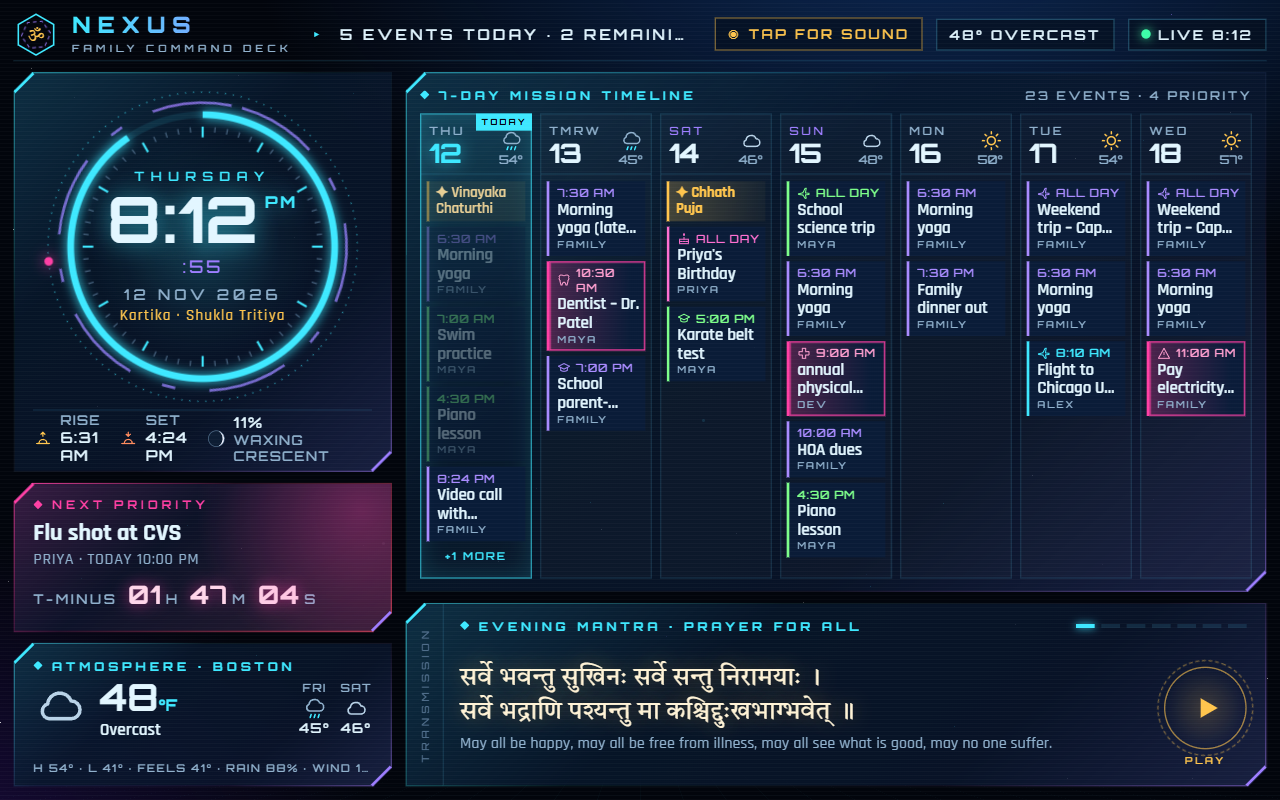 NEXUS
FAMILY COMMAND DECK
5 EVENTS TODAY · 2 REMAINI…
TAP FOR SOUND
48° OVERCAST
LIVE 8:12
THURSDAY
8:12 PM
:55
12 NOV 2026
Kartika · Shukla Tritiya
RISE
6:31
AM
SET
4:24
PM
11%
WAXING
CRESCENT
NEXT PRIORITY
Flu shot at CVS
PRIYA · TODAY 10:00 PM
T-MINUS 01 H 47 M 04 S
ATMOSPHERE · BOSTON
48°F
Overcast
FRI
45°
SAT
46°
H 54° · L 41° · FEELS 41° · RAIN 88% · WIND 1…
7-DAY MISSION TIMELINE
23 EVENTS · 4 PRIORITY
TODAY
THU
12
54°
Vinayaka
Chaturthi
6:30 AM
Morning
yoga
FAMILY
7:00 AM
Swim
practice
MAYA
4:30 PM
Piano
lesson
MAYA
8:24 PM
Video call
with…
FAMILY
+1 MORE
TMRW
13
45°
7:30 AM
Morning
yoga (late…
FAMILY
10:30
AM
Dentist – Dr.
Patel
MAYA
7:00 PM
School
parent-…
FAMILY
SAT
14
46°
Chhath
Puja
ALL DAY
Priya's
Birthday
PRIYA
5:00 PM
Karate belt
test
MAYA
SUN
15
48°
ALL DAY
School
science trip
MAYA
6:30 AM
Morning
yoga
FAMILY
9:00 AM
annual
physical…
DEV
10:00 AM
HOA dues
FAMILY
4:30 PM
Piano
lesson
MAYA
MON
16
50°
6:30 AM
Morning
yoga
FAMILY
7:30 PM
Family
dinner out
FAMILY
TUE
17
54°
ALL DAY
Weekend
trip – Cap…
FAMILY
6:30 AM
Morning
yoga
FAMILY
8:10 AM
Flight to
Chicago U…
ALEX
WED
18
57°
ALL DAY
Weekend
trip – Cap…
FAMILY
6:30 AM
Morning
yoga
FAMILY
11:00 AM
Pay
electricity…
FAMILY
TRANSMISSION
EVENING MANTRA · PRAYER FOR ALL
सर्वे भवन्तु सुखिनः सर्वे सन्तु निरामयाः ।
सर्वे भद्राणि पश्यन्तु मा कश्चिद्दुःखभाग्भवेत् ॥
May all be happy, may all be free from illness, may all see what is good, may no one suffer.
PLAY